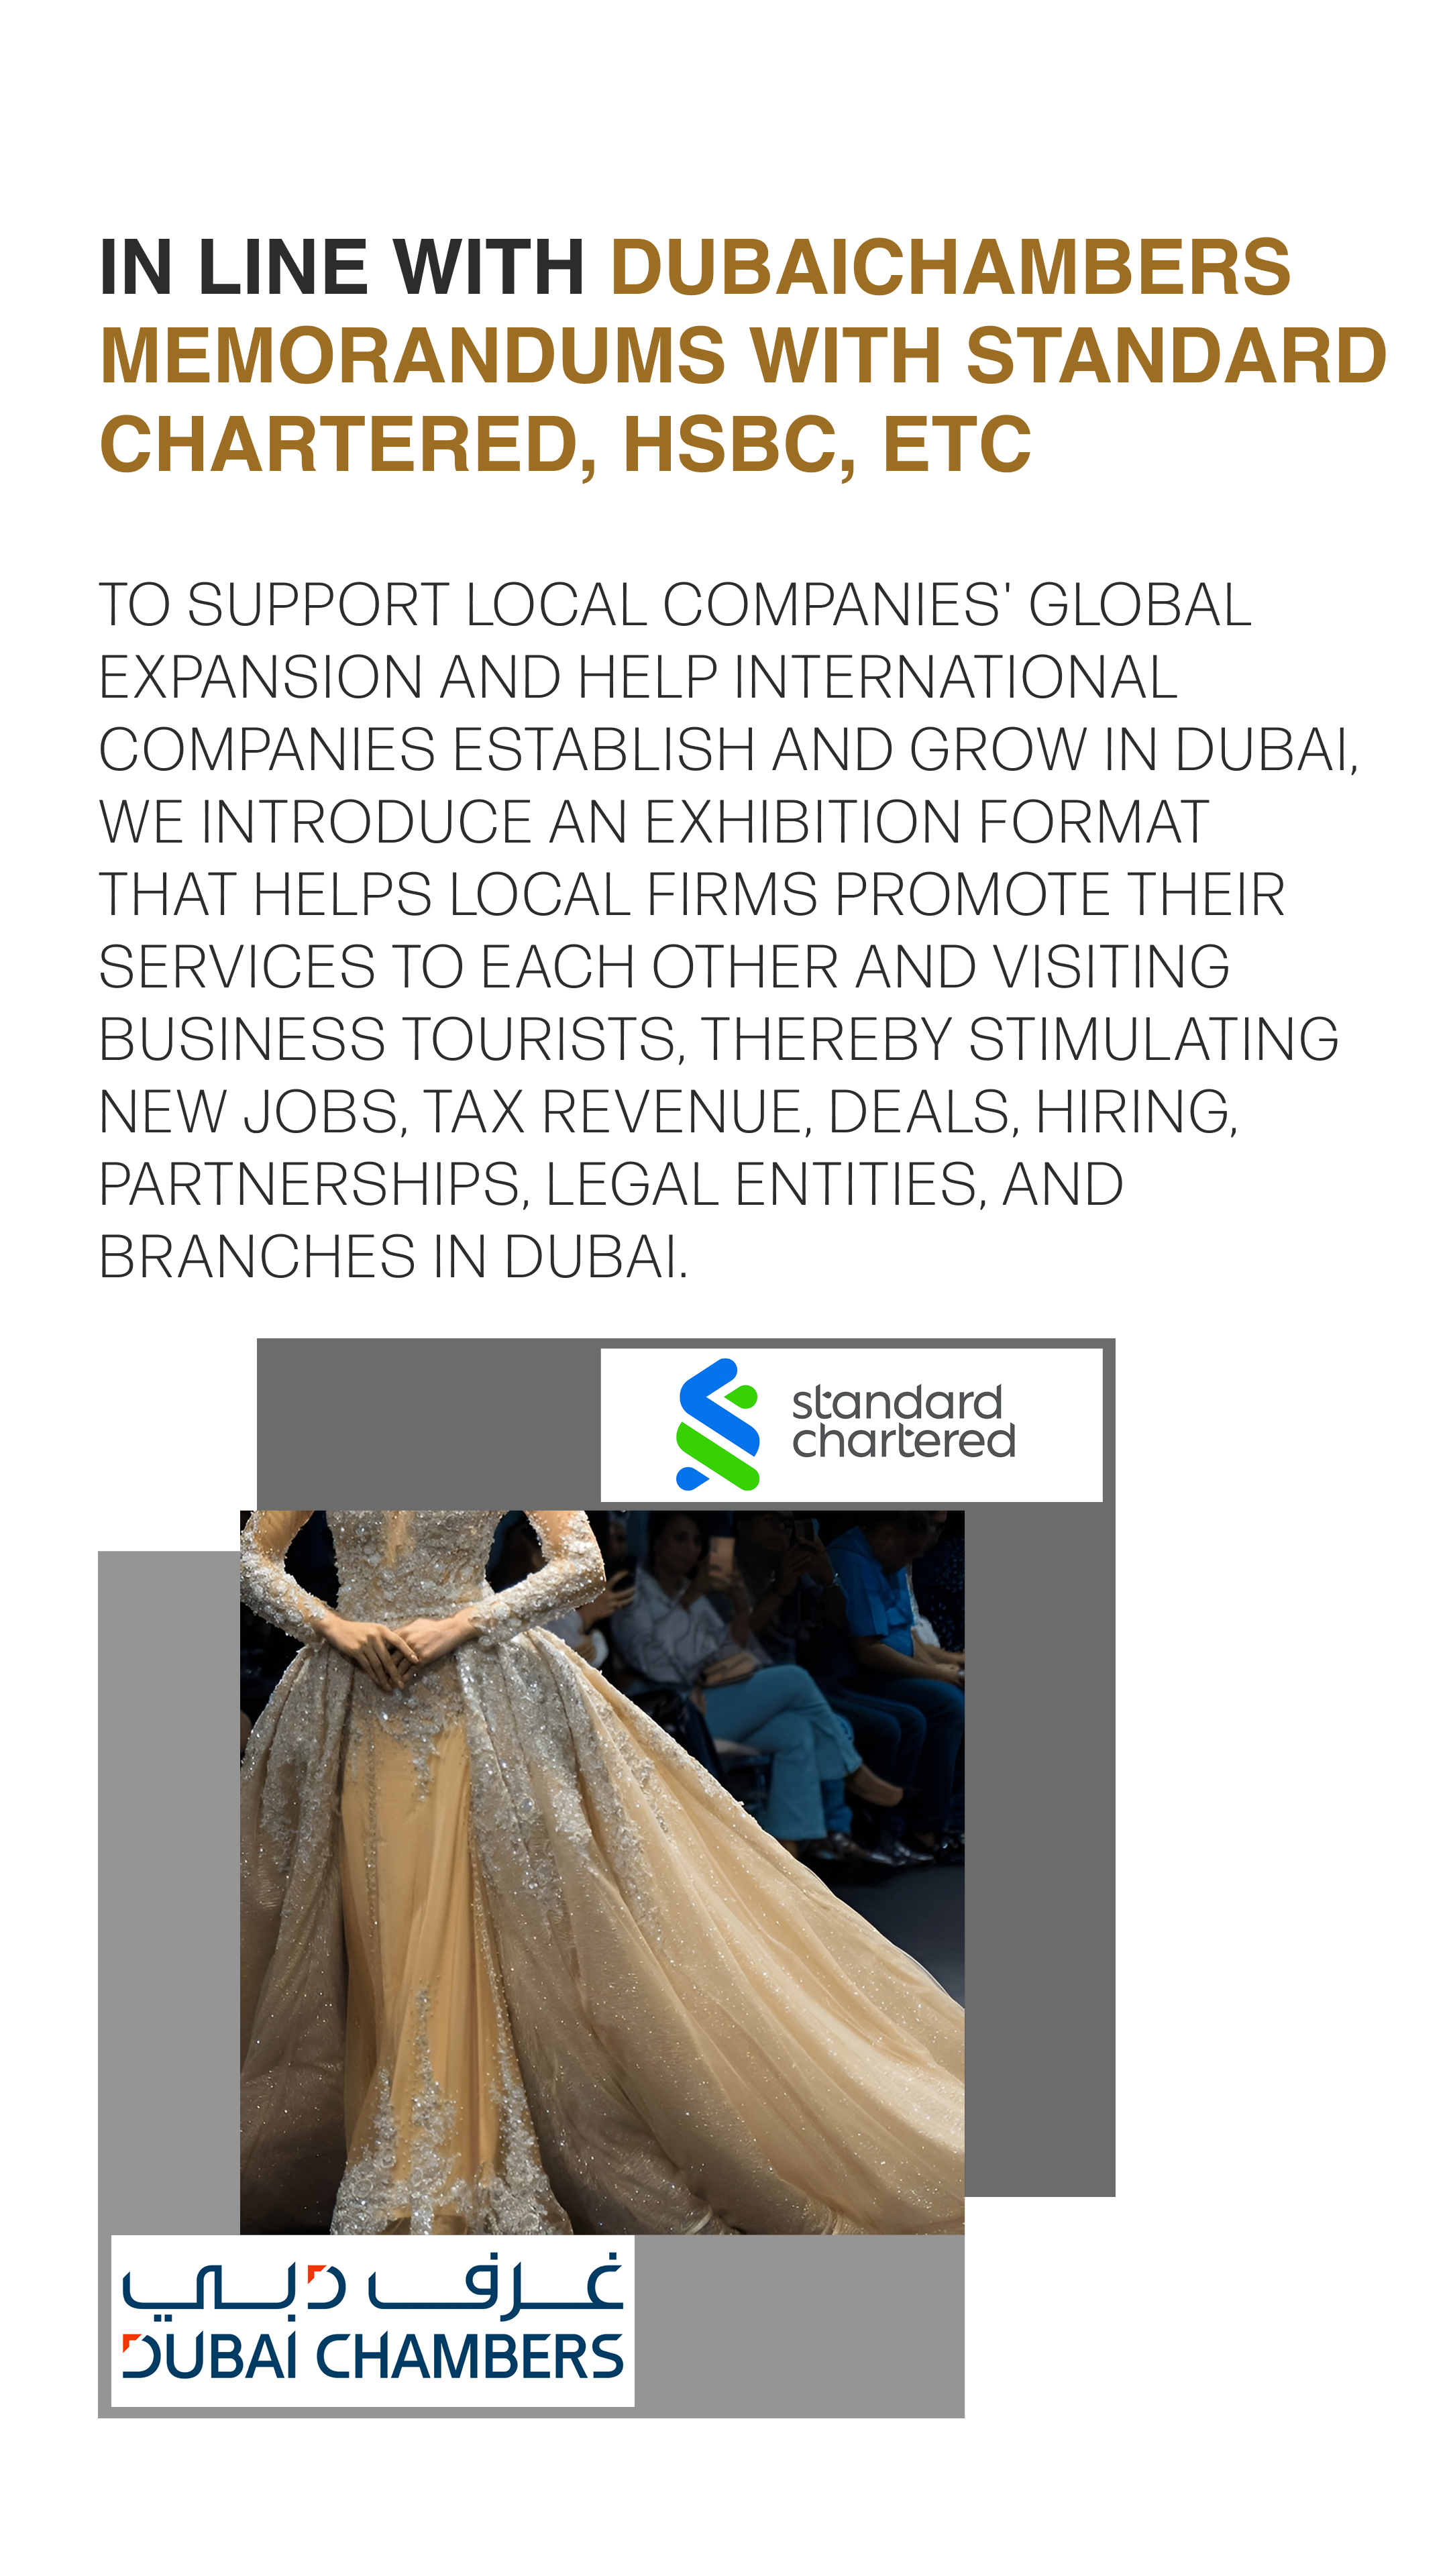 IN LINE WITH DUBAICHAMBERS
MEMORANDUMS WITH STANDARD
CHARTERED, HSBC, ETC
TO SUPPORT LOCAL COMPANIES' GLOBAL
EXPANSION AND HELP INTERNATIONAL
COMPANIES ESTABLISH AND GROW IN DUBAI,
WE INTRODUCE AN EXHIBITION FORMAT
THAT HELPS LOCAL FIRMS PROMOTE THEIR
SERVICES TO EACH OTHER AND VISITING
BUSINESS TOURISTS, THEREBY STIMULATING
NEW JOBS, TAX REVENUE, DEALS, HIRING,
PARTNERSHIPS, LEGAL ENTITIES, AND
BRANCHES IN DUBAI.
standard
chartered
غرف دبي
DUBAI CHAMBERS